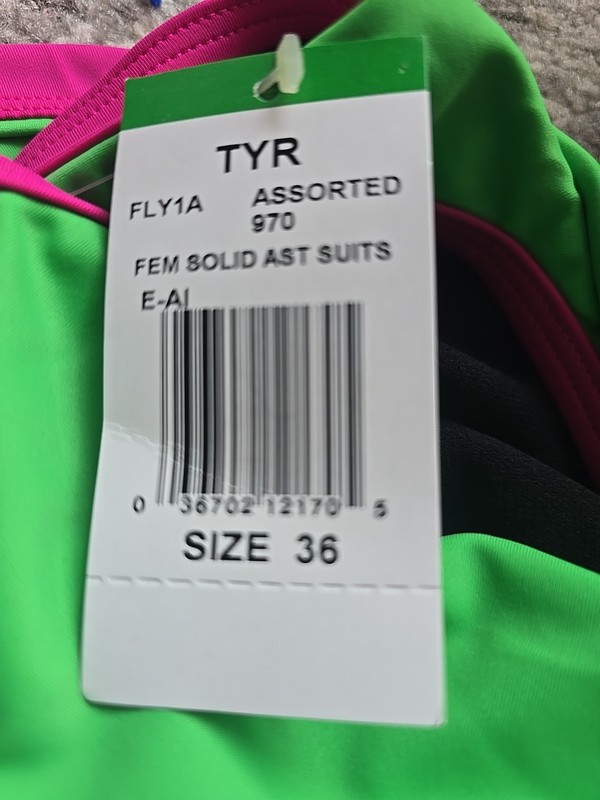 TYR
FLY1A ASSORTED
970
FEM SOLID AST SUITS
E-AI
0 36702 12170 5
SIZE 36